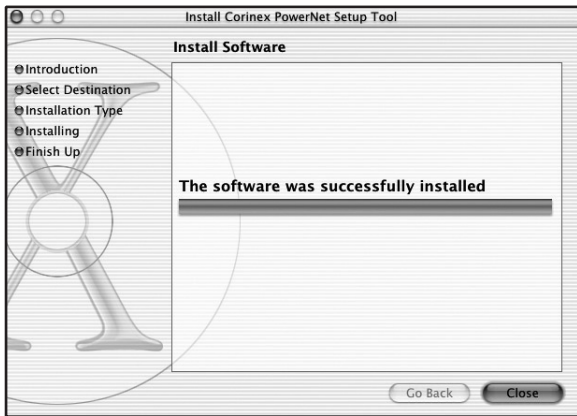 Install Corinex PowerNet Setup Tool
Install Software
Introduction
Select Destination
Installation Type
Installing
Finish Up
The software was successfully installed
Go Back
Close